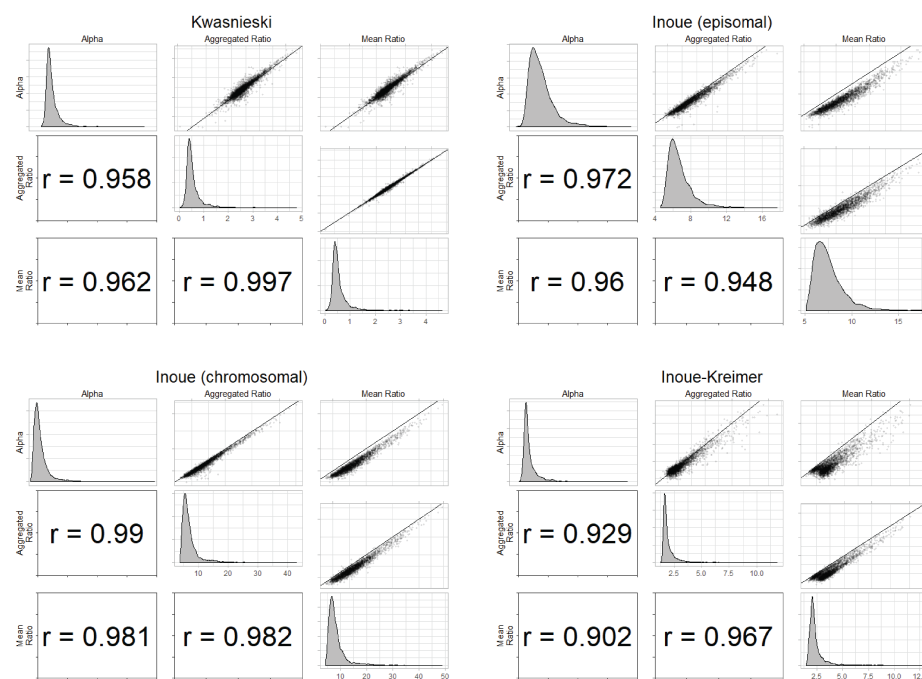 Kwasnieski
Alpha
Aggregated Ratio
Mean Ratio
Alpha
Aggregated
Ratio
r = 0.958
0 1 2 3 4 5
Mean
Ratio
r = 0.962
r = 0.997
0 1 2 3 4
Inoue (episomal)
Alpha
Aggregated Ratio
Mean Ratio
Alpha
Aggregated
Ratio
r = 0.972
4 8 12 16
Mean
Ratio
r = 0.96
r = 0.948
5 10 15
Inoue (chromosomal)
Alpha
Aggregated Ratio
Mean Ratio
Alpha
Aggregated
Ratio
r = 0.99
10 20 30 40
Mean
Ratio
r = 0.981
r = 0.982
10 20 30 40 50
Inoue-Kreimer
Alpha
Aggregated Ratio
Mean Ratio
Alpha
Aggregated
Ratio
r = 0.929
2.5 5.0 7.5 10.0
Mean
Ratio
r = 0.902
r = 0.967
2.5 5.0 7.5 10.0